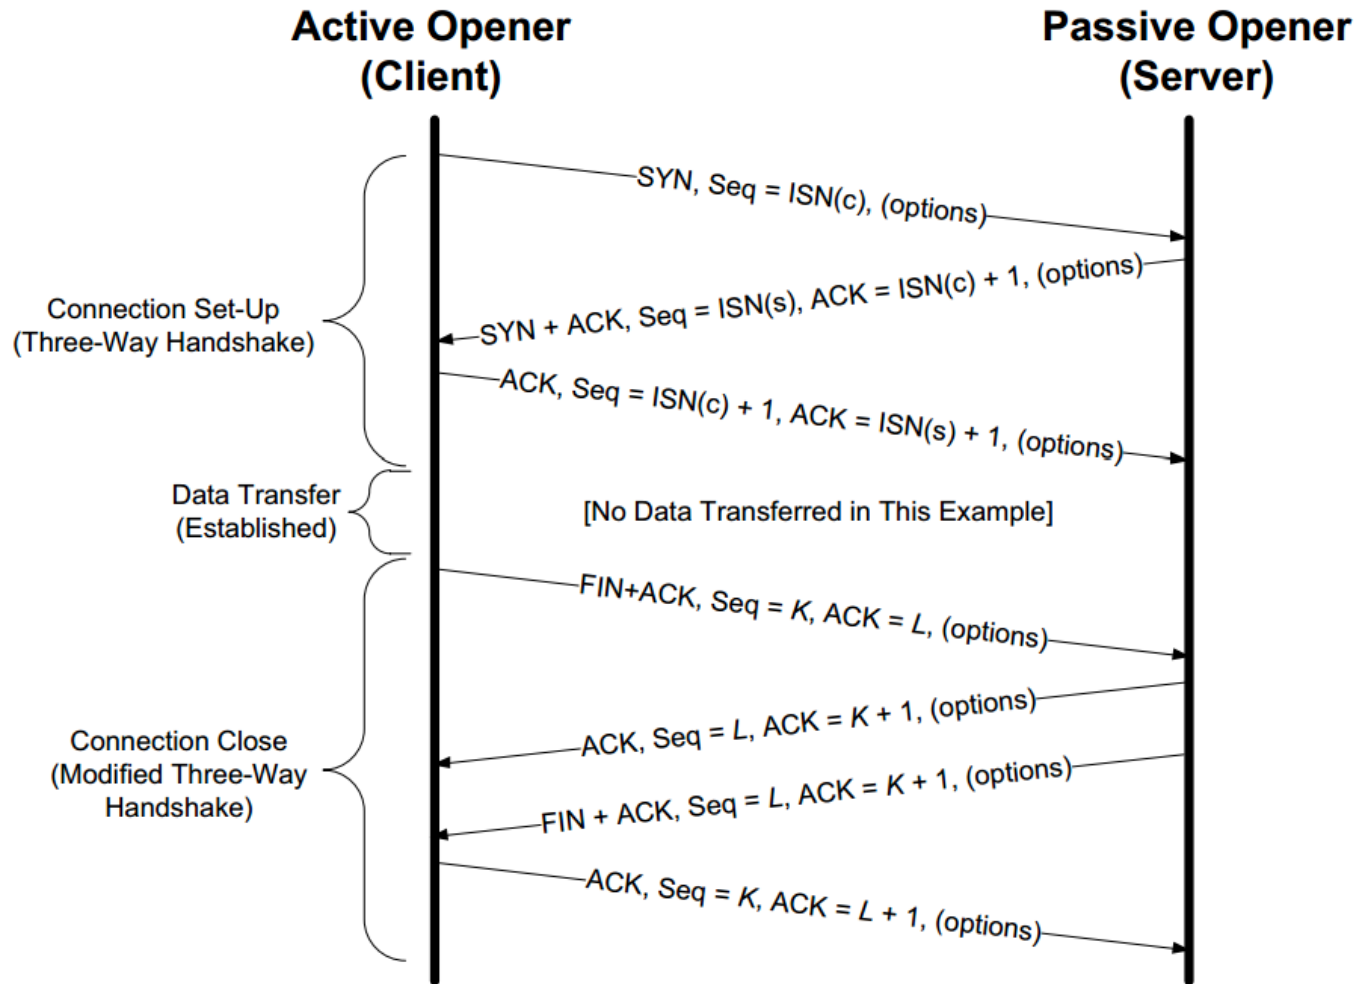 Active Opener
(Client)
Passive Opener
(Server)
SYN, Seq = ISN(c), (options)
SYN + ACK, Seq = ISN(s), ACK = ISN(c) + 1, (options)
Connection Set-Up
(Three-Way Handshake)
ACK, Seq = ISN(c) + 1, ACK = ISN(s) + 1, (options)
Data Transfer
(Established)
[No Data Transferred in This Example]
FIN+ACK, Seq = K, ACK = L, (options)
ACK, Seq = L, ACK = K + 1, (options)
Connection Close
(Modified Three-Way
Handshake)
FIN + ACK, Seq = L, ACK = K + 1, (options)
ACK, Seq = K, ACK = L + 1, (options)